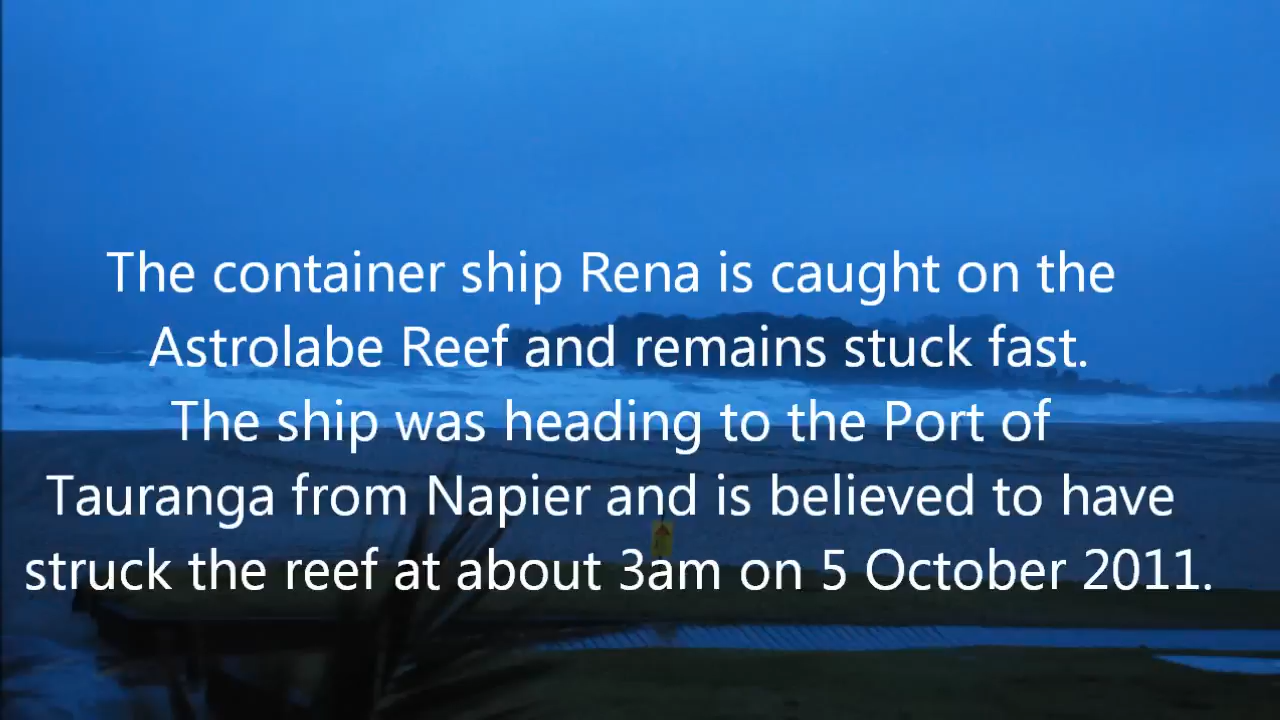 The container ship Rena is caught on the
Astrolabe Reef and remains stuck fast.
The ship was heading to the Port of
Tauranga from Napier and is believed to have
struck the reef at about 3am on 5 October 2011.